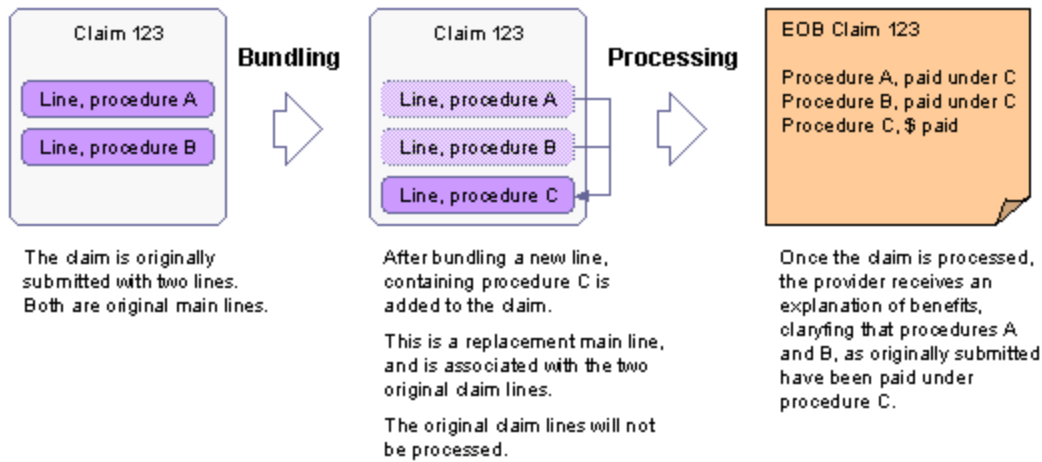 Claim 123
Line, procedure A
Line, procedure B
Bundling
Claim 123
Line, procedure A
Line, procedure B
Line, procedure C
Processing
EOB Claim 123
Procedure A, paid under C
Procedure B, paid under C
Procedure C, $ paid
The claim is originally
submitted with two lines.
Both are original main lines.
After bundling a new line,
containing procedure C is
added to the claim.
This is a replacement main line,
and is associated with the two
original claim lines.
The original claim lines will not
be processed.
Once the claim is processed,
the provider receives an
explanation of benefits,
claryfing that procedures A
and B, as originally submitted
have been paid under
procedure C.